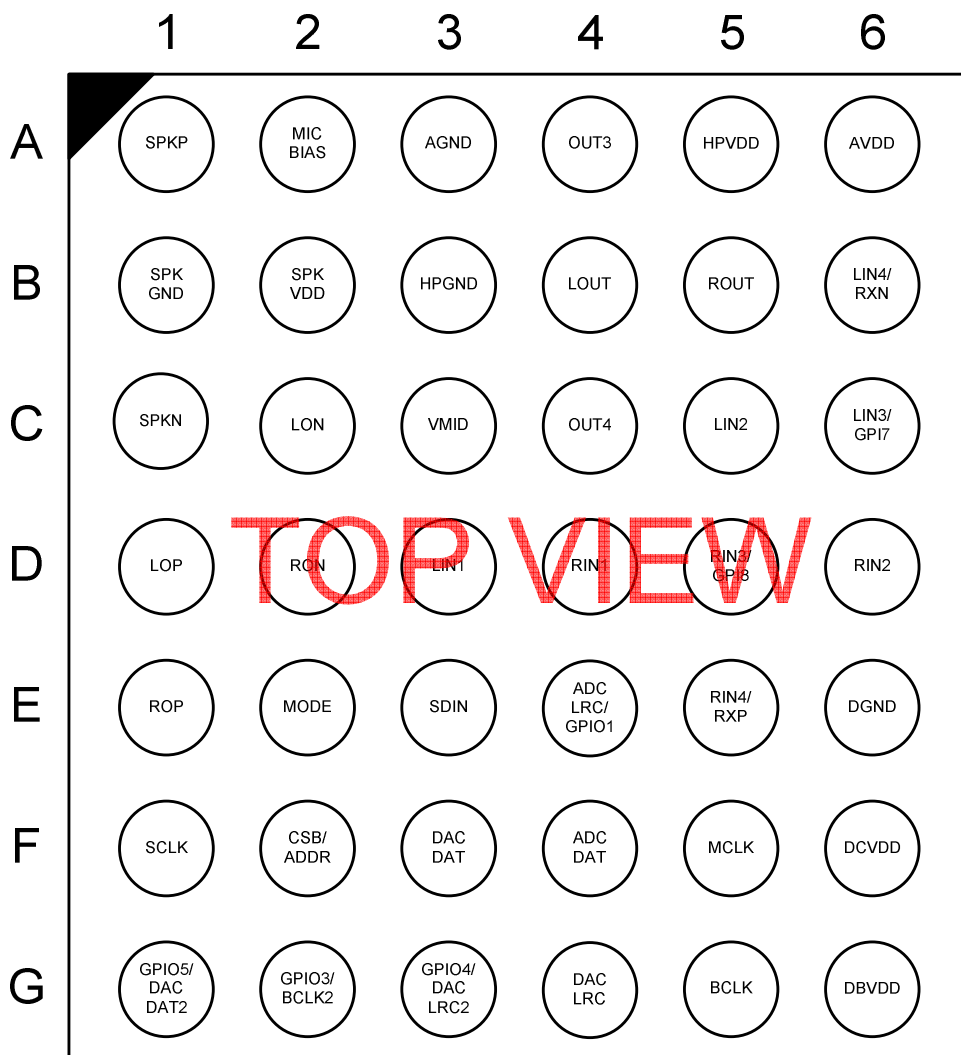 1 2 3 4 5 6
A
SPKP
MIC
BIAS
AGND
OUT3
HPVDD
AVDD
B
SPK
GND
SPK
VDD
HPGND
LOUT
ROUT
LIN4/
RXN
C
SPKN
LON
VMID
OUT4
LIN2
LIN3/
GPI7
TOP VIEW
D
LOP
RON
LIN1
RIN1
RIN3/
GPI8
RIN2
E
ROP
MODE
SDIN
ADC
LRC/
GPIO1
RIN4/
RXP
DGND
F
SCLK
CSB/
ADDR
DAC
DAT
ADC
DAT
MCLK
DCVDD
G
GPIO5/
DAC
DAT2
GPIO3/
BCLK2
GPIO4/
DAC
LRC2
DAC
LRC
BCLK
DBVDD